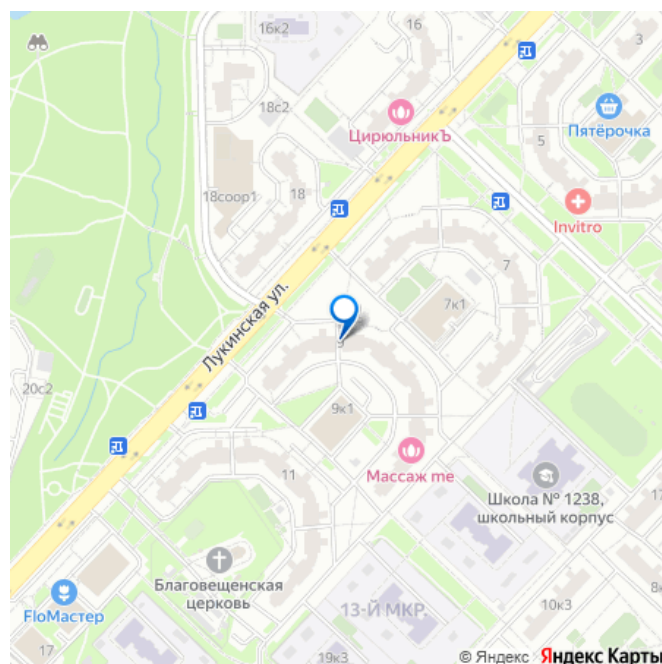 16к2
16
3
18с2
ЦирюльникЪ
Пятёрочка
5
18соор1
18
Invitro
7
Лукинская ул.
7к1
9
20с2
9к1
Массаж me
11
Школа № 1238,
школьный корпус
Благовещенская
церковь
FloМастер
13-Й МКР.
10к3
17
19к3
© Яндекс Яндекс Карты